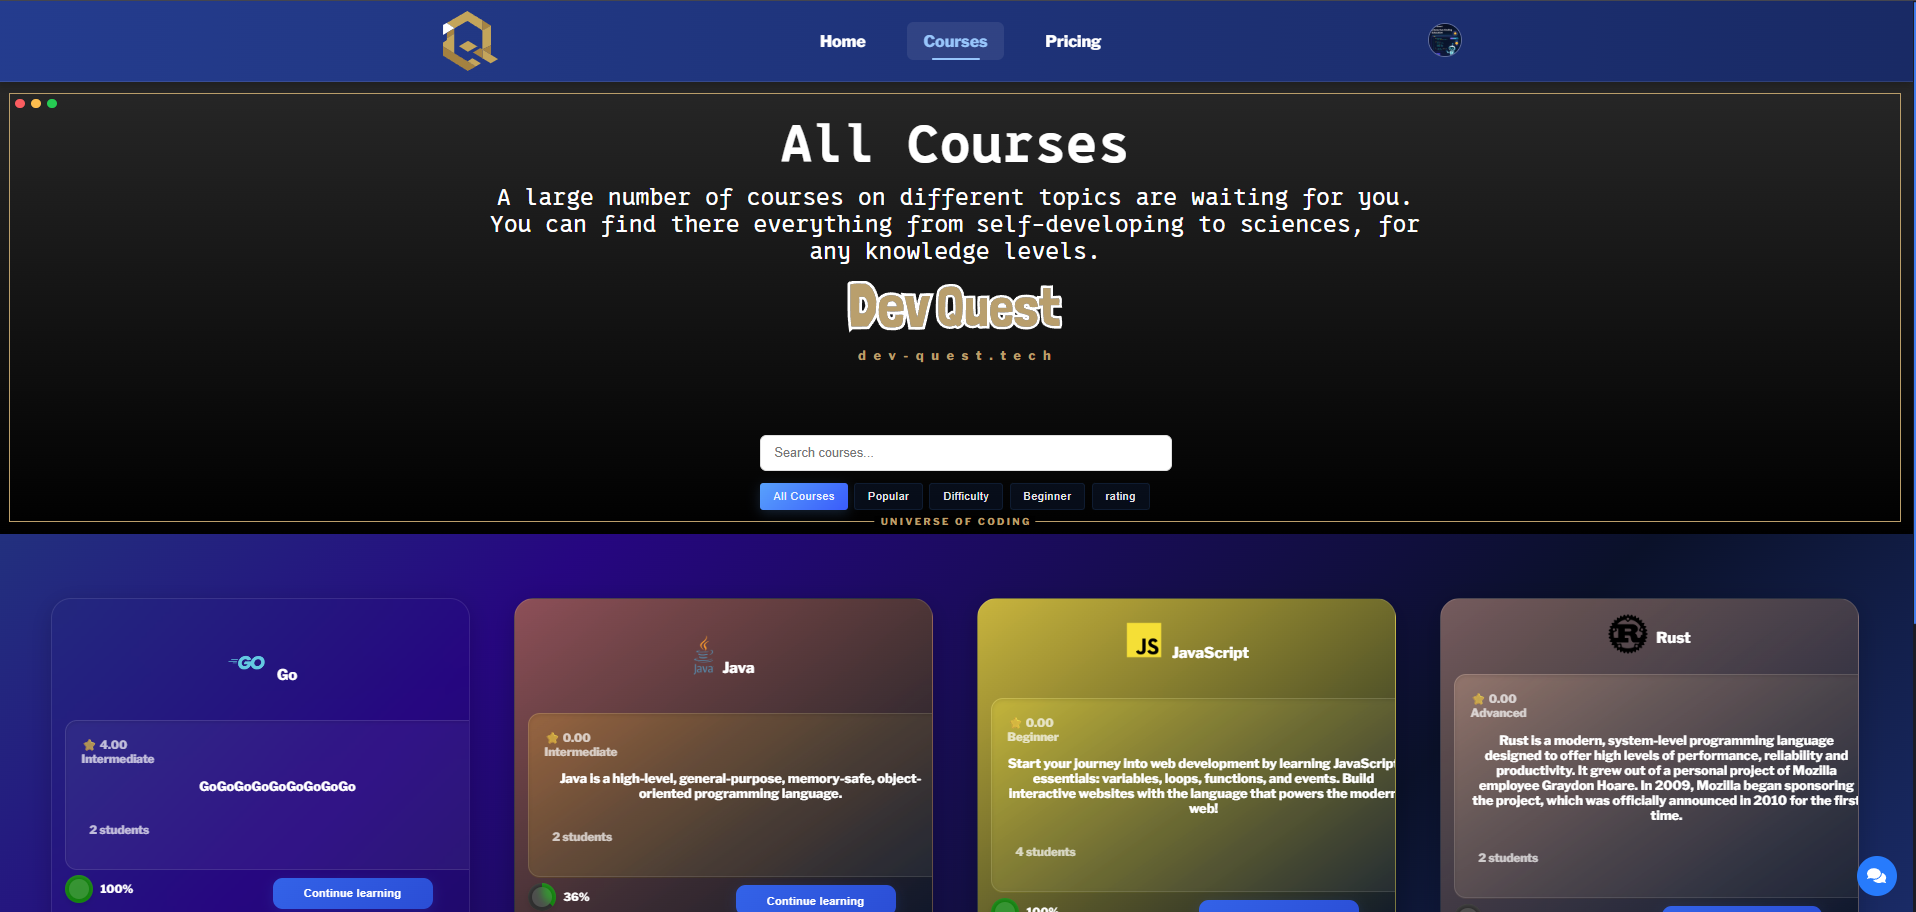 Home
Courses
Pricing
All Courses
A large number of courses on different topics are waiting for you.
You can find there everything from self-developing to sciences, for
any knowledge levels.
Dev Quest
dev-quest.tech
Search courses...
All Courses
Popular
Difficulty
Beginner
rating
UNIVERSE OF CODING
GO
Go
4.00
Intermediate
GoGoGoGoGoGoGoGoGo
2 students
100%
Continue learning
Java
Java
0.00
Intermediate
Java is a high-level, general-purpose, memory-safe, object-
oriented programming language.
2 students
36%
Continue learning
JS
JavaScript
0.00
Beginner
Start your journey into web development by learning JavaScript
essentials: variables, loops, functions, and events. Build
interactive websites with the language that powers the modern
web!
4 students
100%
R
Rust
0.00
Advanced
Rust is a modern, system-level programming language
designed to offer high levels of performance, reliability and
productivity. It grew out of a personal project of Mozilla
employee Graydon Hoare. In 2009, Mozilla began sponsoring
the project, which was officially announced in 2010 for the first
time.
2 students